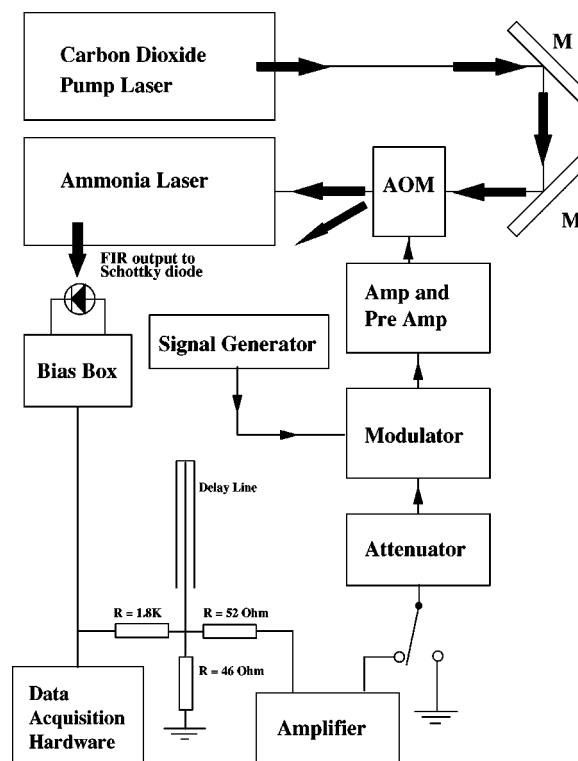 Carbon Dioxide
Pump Laser
M
Ammonia Laser
AOM
M
FIR output to
Schottky diode
Amp and
Pre Amp
Signal Generator
Bias Box
Modulator
Delay Line
Attenuator
R = 1.8K
R = 52 Ohm
R = 46 Ohm
Data
Acquisition
Hardware
Amplifier